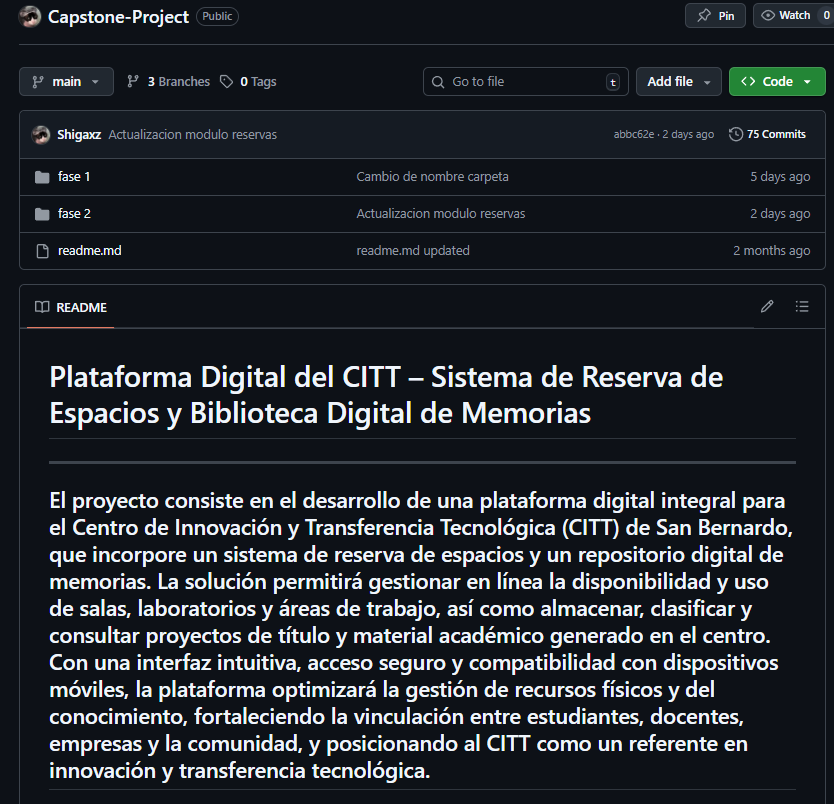 Capstone-Project Public Pin Watch 0
main 3 Branches 0 Tags Go to file t Add file Code
Shigaxz Actualizacion modulo reservas abbc62e · 2 days ago 75 Commits
fase 1 Cambio de nombre carpeta 5 days ago
fase 2 Actualizacion modulo reservas 2 days ago
readme.md readme.md updated 2 months ago
README
Plataforma Digital del CITT – Sistema de Reserva de
Espacios y Biblioteca Digital de Memorias
El proyecto consiste en el desarrollo de una plataforma digital integral para
el Centro de Innovación y Transferencia Tecnológica (CITT) de San Bernardo,
que incorpore un sistema de reserva de espacios y un repositorio digital de
memorias. La solución permitirá gestionar en línea la disponibilidad y uso
de salas, laboratorios y áreas de trabajo, así como almacenar, clasificar y
consultar proyectos de título y material académico generado en el centro.
Con una interfaz intuitiva, acceso seguro y compatibilidad con dispositivos
móviles, la plataforma optimizará la gestión de recursos físicos y del
conocimiento, fortaleciendo la vinculación entre estudiantes, docentes,
empresas y la comunidad, y posicionando al CITT como un referente en
innovación y transferencia tecnológica.